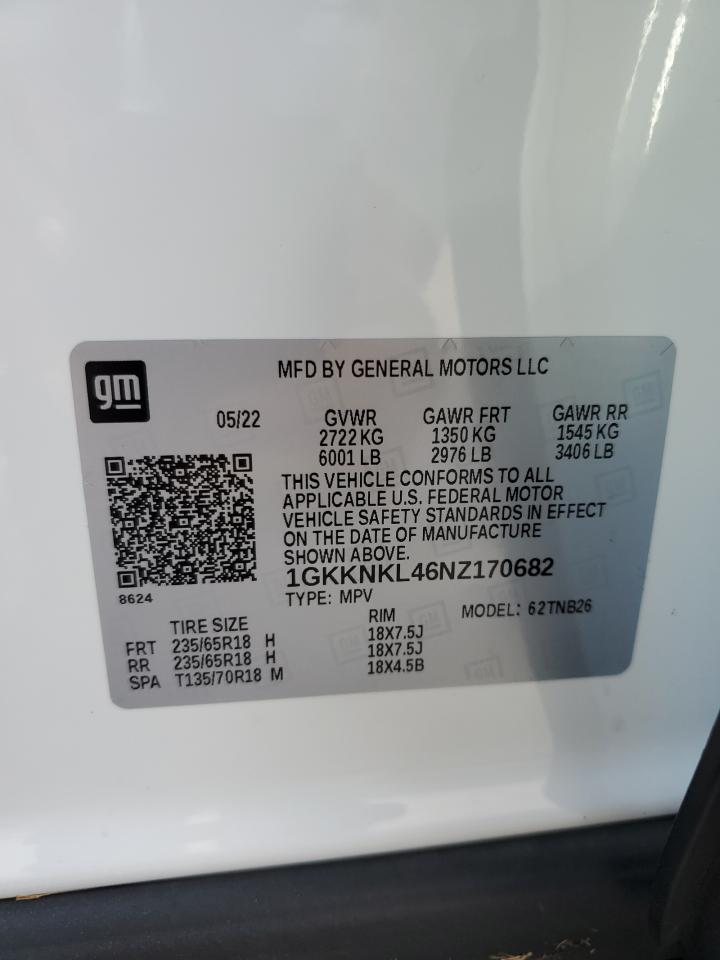 gm
MFD BY GENERAL MOTORS LLC
05/22 GVWR GAWR FRT GAWR RR
2722 KG 1350 KG 1545 KG
6001 LB 2976 LB 3406 LB
THIS VEHICLE CONFORMS TO ALL
APPLICABLE U.S. FEDERAL MOTOR
VEHICLE SAFETY STANDARDS IN EFFECT
ON THE DATE OF MANUFACTURE
SHOWN ABOVE.
1GKKNKL46NZ170682
8624
TYPE: MPV MODEL: 62TNB26
TIRE SIZE RIM
FRT 235/65R18 H 18X7.5J
RR 235/65R18 H 18X7.5J
SPA T135/70R18 M 18X4.5B